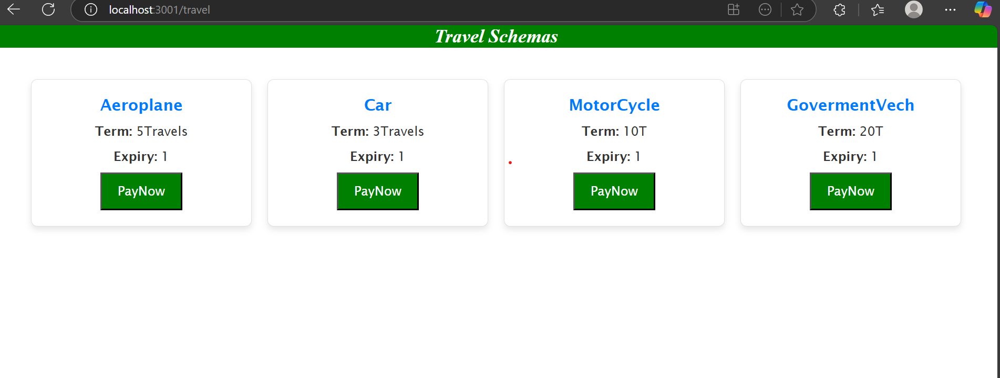 localhost:3001/travel
Travel Schemas
Aeroplane
Term: 5Travels
Expiry: 1
PayNow
Car
Term: 3Travels
Expiry: 1
PayNow
MotorCycle
Term: 10T
Expiry: 1
PayNow
GovermentVech
Term: 20T
Expiry: 1
PayNow